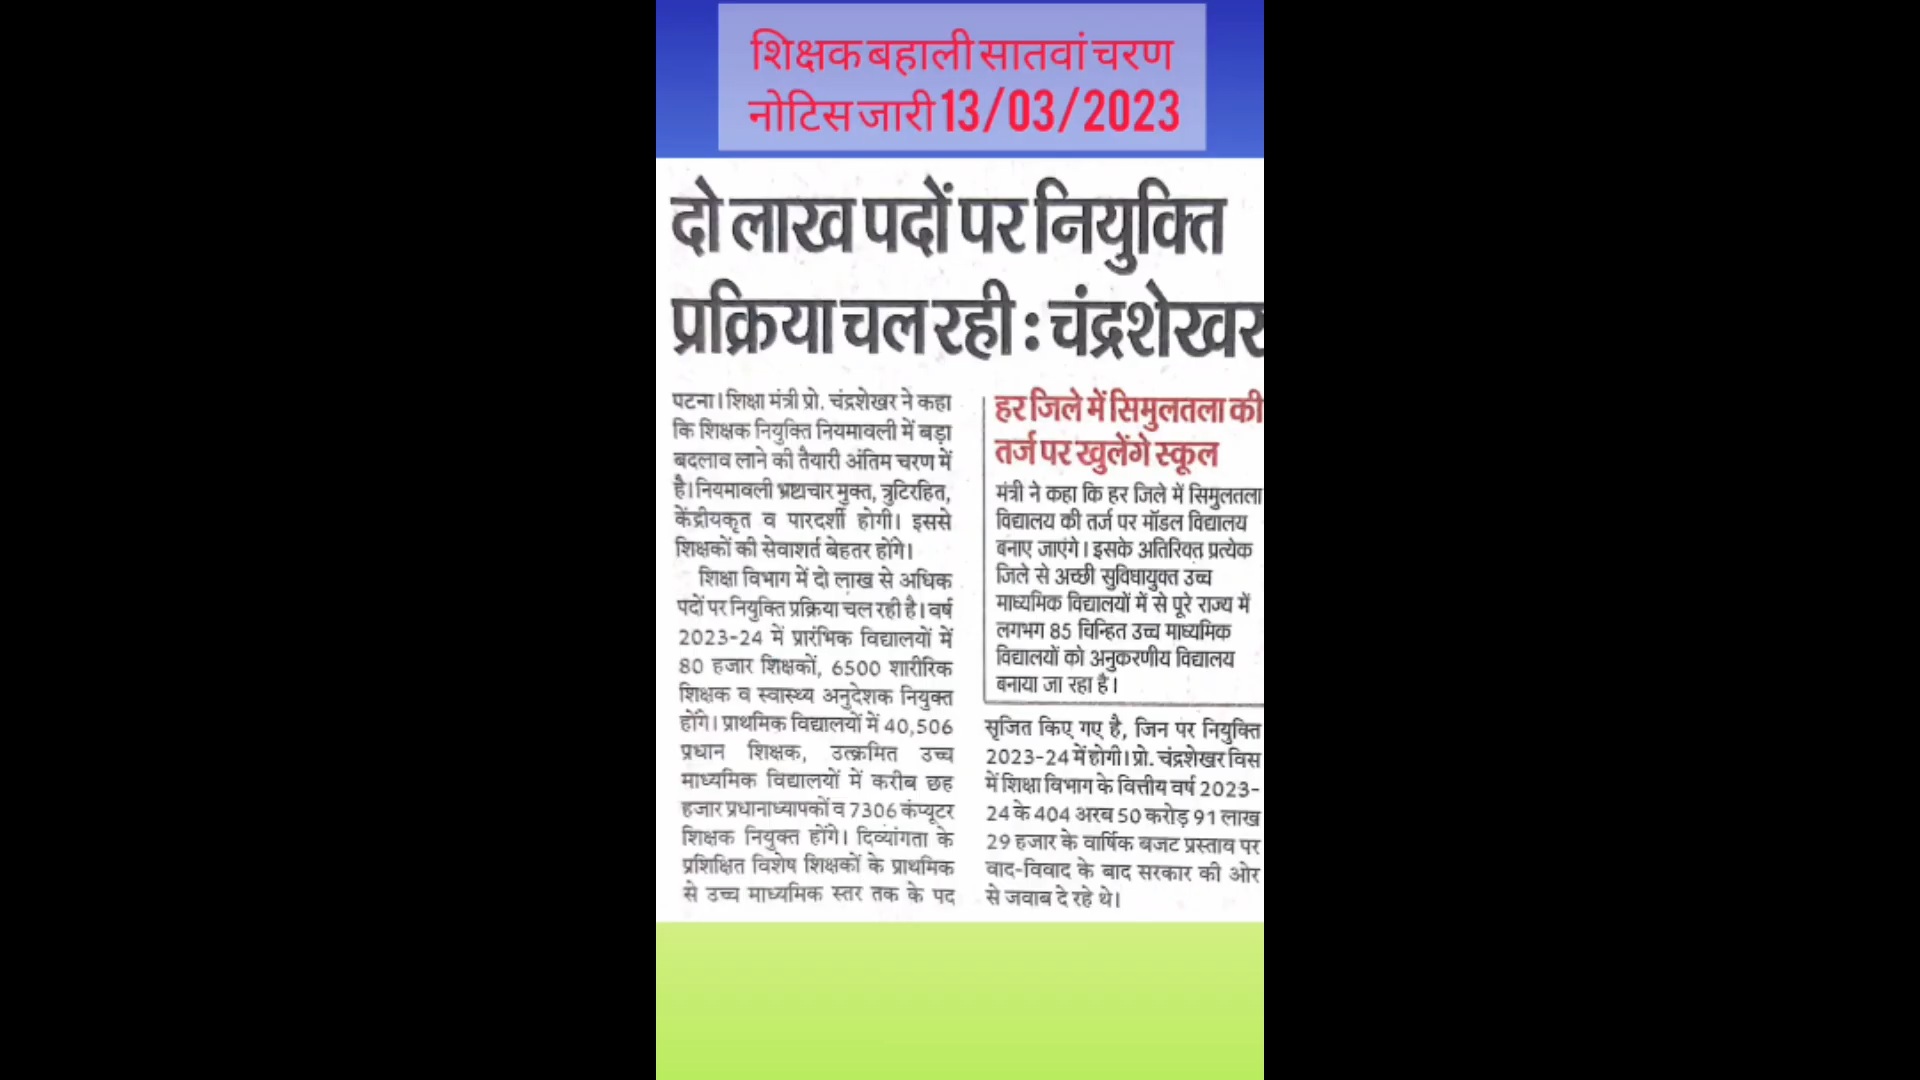 शिक्षक बहाली सातवां चरण
नोटिस जारी 13/03/2023
दो लाख पदों पर नियुक्ति
प्रक्रिया चल रही : चंद्रशेखर
पटना। शिक्षा मंत्री प्रो. चंद्रशेखर ने कहा
कि शिक्षक नियुक्ति नियमावली में बड़ा
बदलाव लाने की तैयारी अंतिम चरण में
है। नियमावली भ्रष्टाचार मुक्त, त्रुटिरहित,
केंद्रीयकृत व पारदर्शी होगी। इससे
शिक्षकों की सेवाशर्त बेहतर होंगे।
शिक्षा विभाग में दो लाख से अधिक
पदों पर नियुक्ति प्रक्रिया चल रही है। वर्ष
2023-24 में प्रारंभिक विद्यालयों में
80 हजार शिक्षकों, 6500 शारीरिक
शिक्षक व स्वास्थ्य अनुदेशक नियुक्त
होंगे। प्राथमिक विद्यालयों में 40,506
प्रधान शिक्षक, उत्क्रमित उच्च
माध्यमिक विद्यालयों में करीब छह
हजार प्रधानाध्यापकों व 7306 कंप्यूटर
शिक्षक नियुक्त होंगे। दिव्यांगता के
प्रशिक्षित विशेष शिक्षकों के प्राथमिक
से उच्च माध्यमिक स्तर तक के पद
हर जिले में सिमुलतला की
तर्ज पर खुलेंगे स्कूल
मंत्री ने कहा कि हर जिले में सिमुलतला
विद्यालय की तर्ज पर मॉडल विद्यालय
बनाए जाएंगे। इसके अतिरिक्त प्रत्येक
जिले से अच्छी सुविधायुक्त उच्च
माध्यमिक विद्यालयों में से पूरे राज्य में
लगभग 85 चिन्हित उच्च माध्यमिक
विद्यालयों को अनुकरणीय विद्यालय
बनाया जा रहा है।
सृजित किए गए है, जिन पर नियुक्ति
2023-24 में होगी। प्रो. चंद्रशेखर विस
में शिक्षा विभाग के वित्तीय वर्ष 2023-
24 के 404 अरब 50 करोड़ 91 लाख
29 हजार के वार्षिक बजट प्रस्ताव पर
वाद-विवाद के बाद सरकार की ओर
से जवाब दे रहे थे।